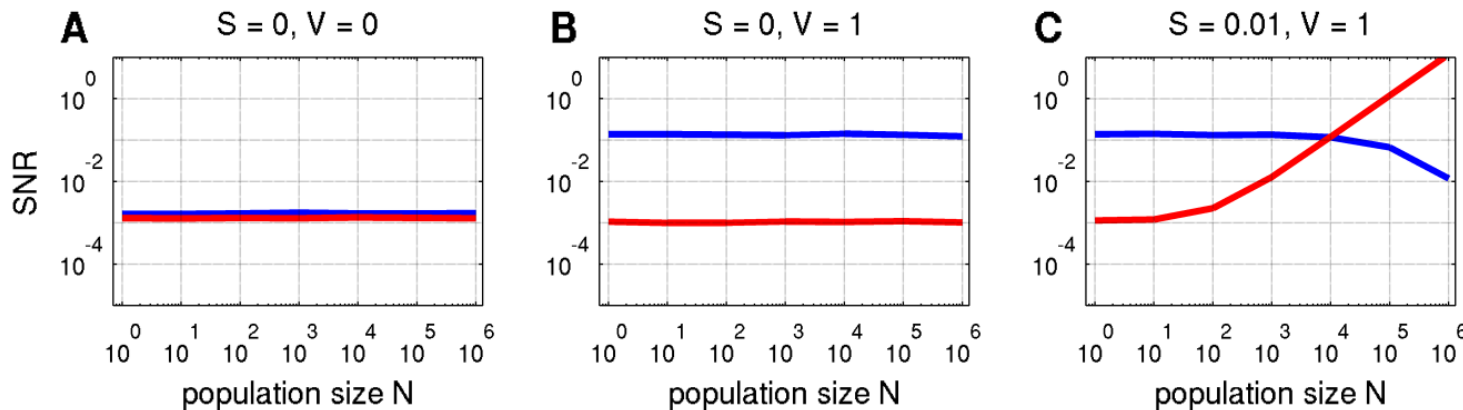 A S = 0, V = 0
B S = 0, V = 1
C S = 0.01, V = 1
SNR
10^0
10^-2
10^-4
10^0 10^1 10^2 10^3 10^4 10^5 10^6
population size N
10^0
10^-2
10^-4
10^0 10^1 10^2 10^3 10^4 10^5 10^6
population size N
10^0
10^-2
10^-4
10^0 10^1 10^2 10^3 10^4 10^5 10^6
population size N